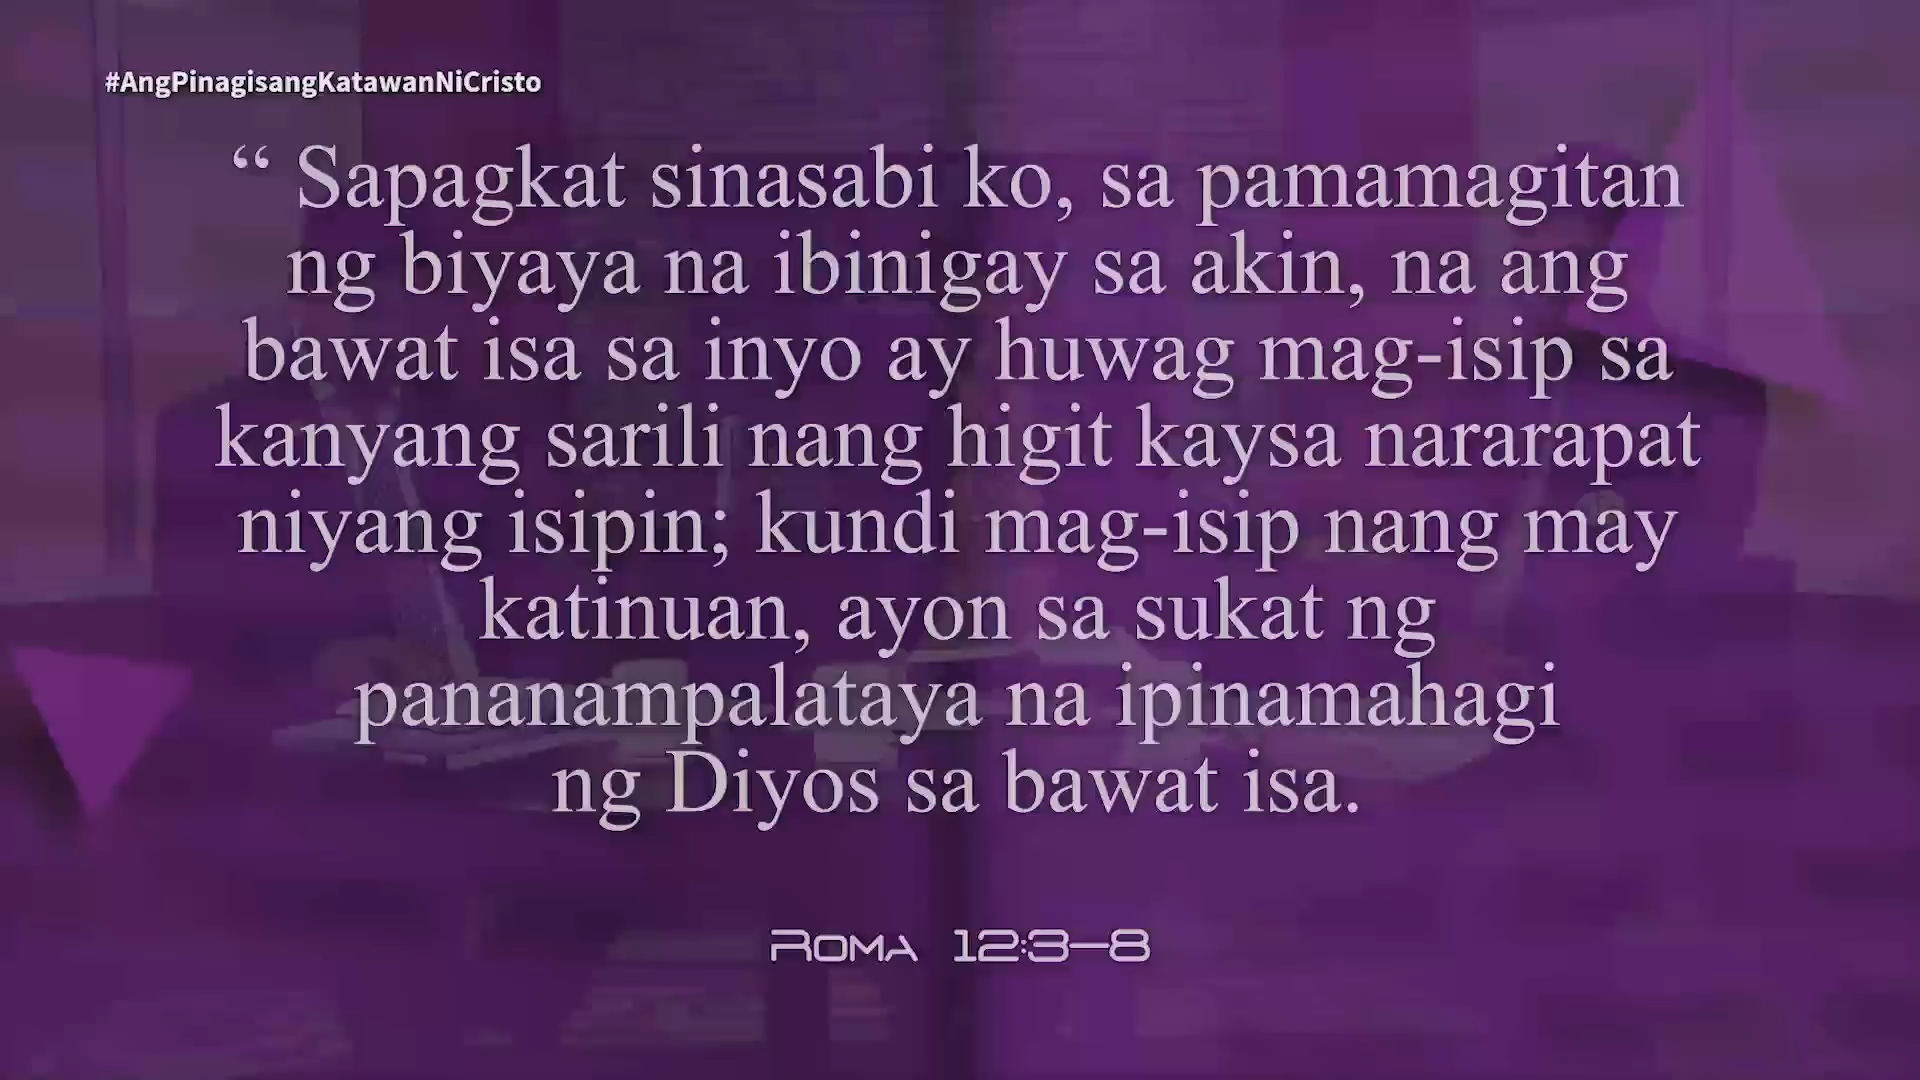 #AngPinagisangKatawanNiCristo
“ Sapagkat sinasabi ko, sa pamamagitan
ng biyaya na ibinigay sa akin, na ang
bawat isa sa inyo ay huwag mag-isip sa
kanyang sarili nang higit kaysa nararapat
niyang isipin; kundi mag-isip nang may
katinuan, ayon sa sukat ng
pananampalataya na ipinamahagi
ng Diyos sa bawat isa.
Roma 12:3–8